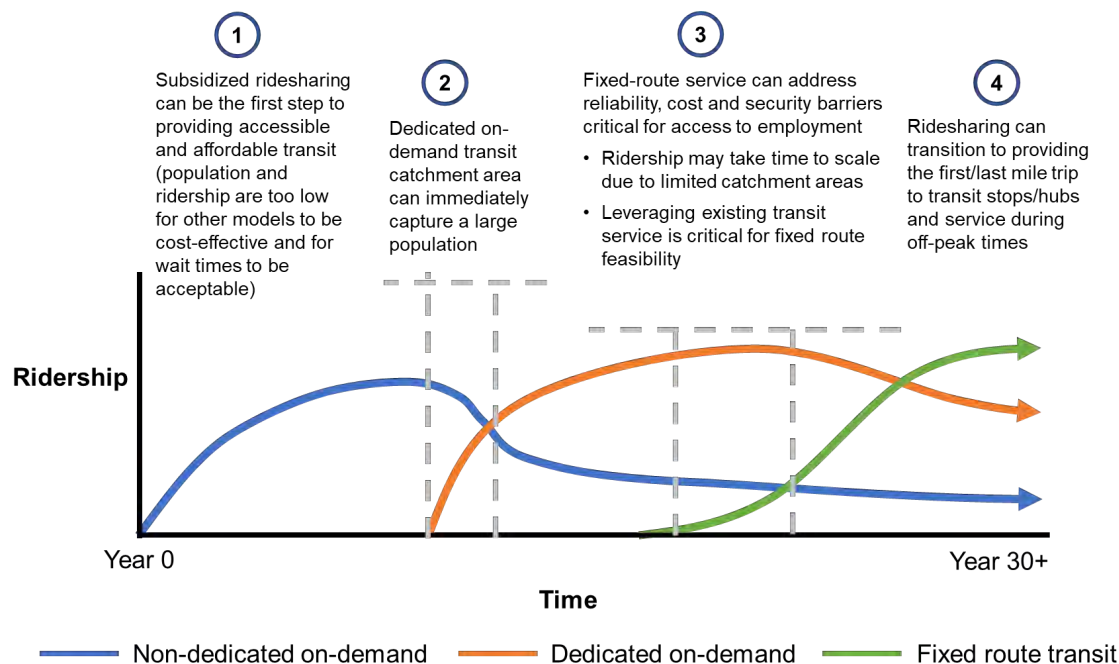 1
Subsidized ridesharing
can be the first step to
providing accessible
and affordable transit
(population and
ridership are too low
for other models to be
cost-effective and for
wait times to be
acceptable)
2
Dedicated on-
demand transit
catchment area
can immediately
capture a large
population
3
Fixed-route service can address
reliability, cost and security barriers
critical for access to employment
• Ridership may take time to scale
due to limited catchment areas
• Leveraging existing transit
service is critical for fixed route
feasibility
4
Ridesharing can
transition to providing
the first/last mile trip
to transit stops/hubs
and service during
off-peak times
Ridership
Year 0
Year 30+
Time
Non-dedicated on-demand
Dedicated on-demand
Fixed route transit